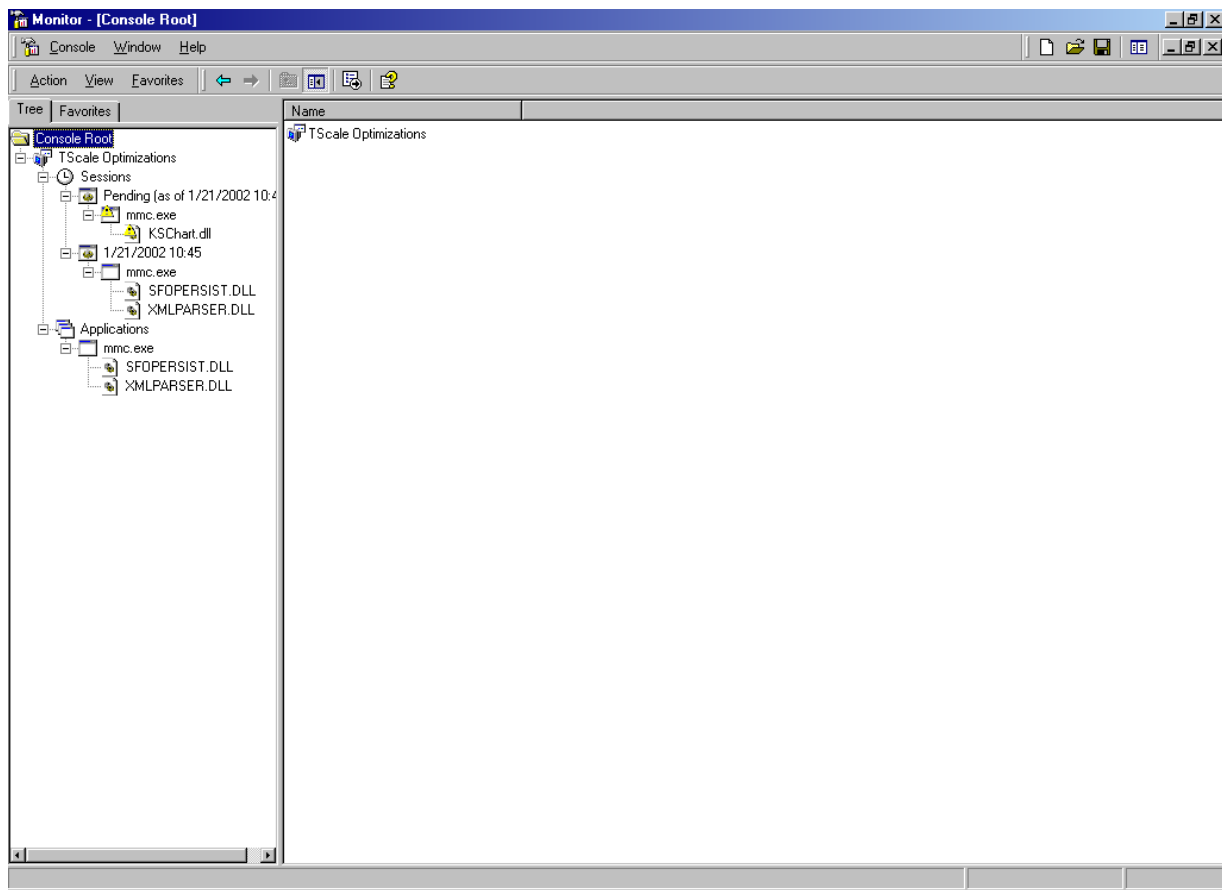 Monitor - [Console Root]
Console Window Help
Action View Favorites
Tree Favorites
Name
Console Root
TScale Optimizations
Sessions
Pending (as of 1/21/2002 10:4
mmc.exe
KSChart.dll
1/21/2002 10:45
mmc.exe
SFOPERSIST.DLL
XMLPARSER.DLL
Applications
mmc.exe
SFOPERSIST.DLL
XMLPARSER.DLL
TScale Optimizations